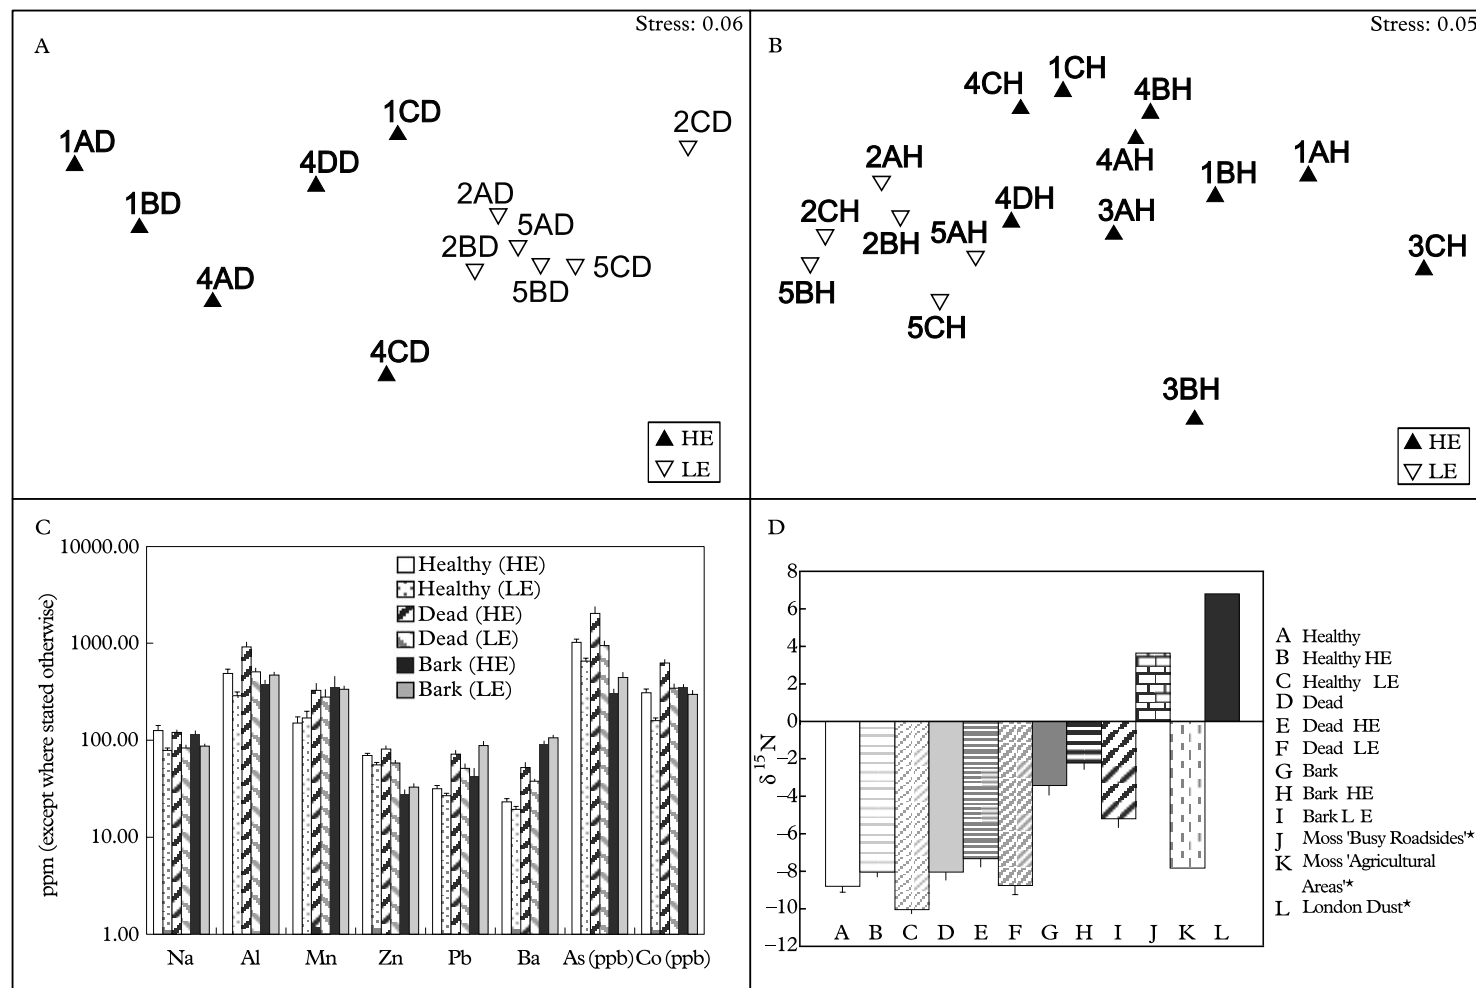 A
Stress: 0.06
1AD
1BD
4AD
4DD
1CD
4CD
2AD
5AD
2BD
5BD
5CD
2CD
HE
LE
B
Stress: 0.05
4CH
1CH
4BH
4AH
2AH
1BH
1AH
2CH
2BH
4DH
3AH
5AH
3CH
5BH
5CH
3BH
HE
LE
C
ppm (except where stated otherwise)
10000.00
1000.00
100.00
10.00
1.00
Healthy (HE)
Healthy (LE)
Dead (HE)
Dead (LE)
Bark (HE)
Bark (LE)
Na Al Mn Zn Pb Ba As (ppb) Co (ppb)
D
δ 15 N
8
6
4
2
0
−2
−4
−6
−8
−10
−12
A B C D E F G H I J K L
A Healthy
B Healthy HE
C Healthy LE
D Dead
E Dead HE
F Dead LE
G Bark
H Bark HE
I Bark L E
J Moss 'Busy Roadsides'★
K Moss 'Agricultural
Areas'★
L London Dust★